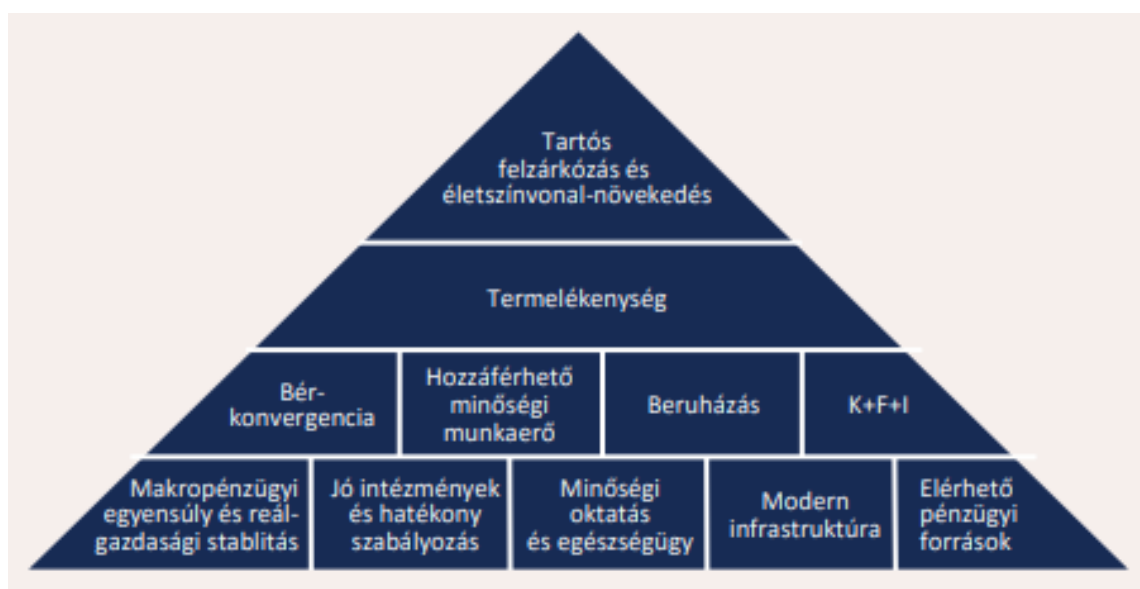 Tartós
felzárkózás és
életszínvonal-növekedés
Termelékenység
Bér-
konvergencia
Hozzáférhető
minőségi
munkaerő
Beruházás
K+F+I
Makropénzügyi
egyensúly és reál-
gazdasági stablitás
Jó intézmények
és hatékony
szabályozás
Minőségi
oktatás
és egészségügy
Modern
infrastruktúra
Elérhető
pénzügyi
források